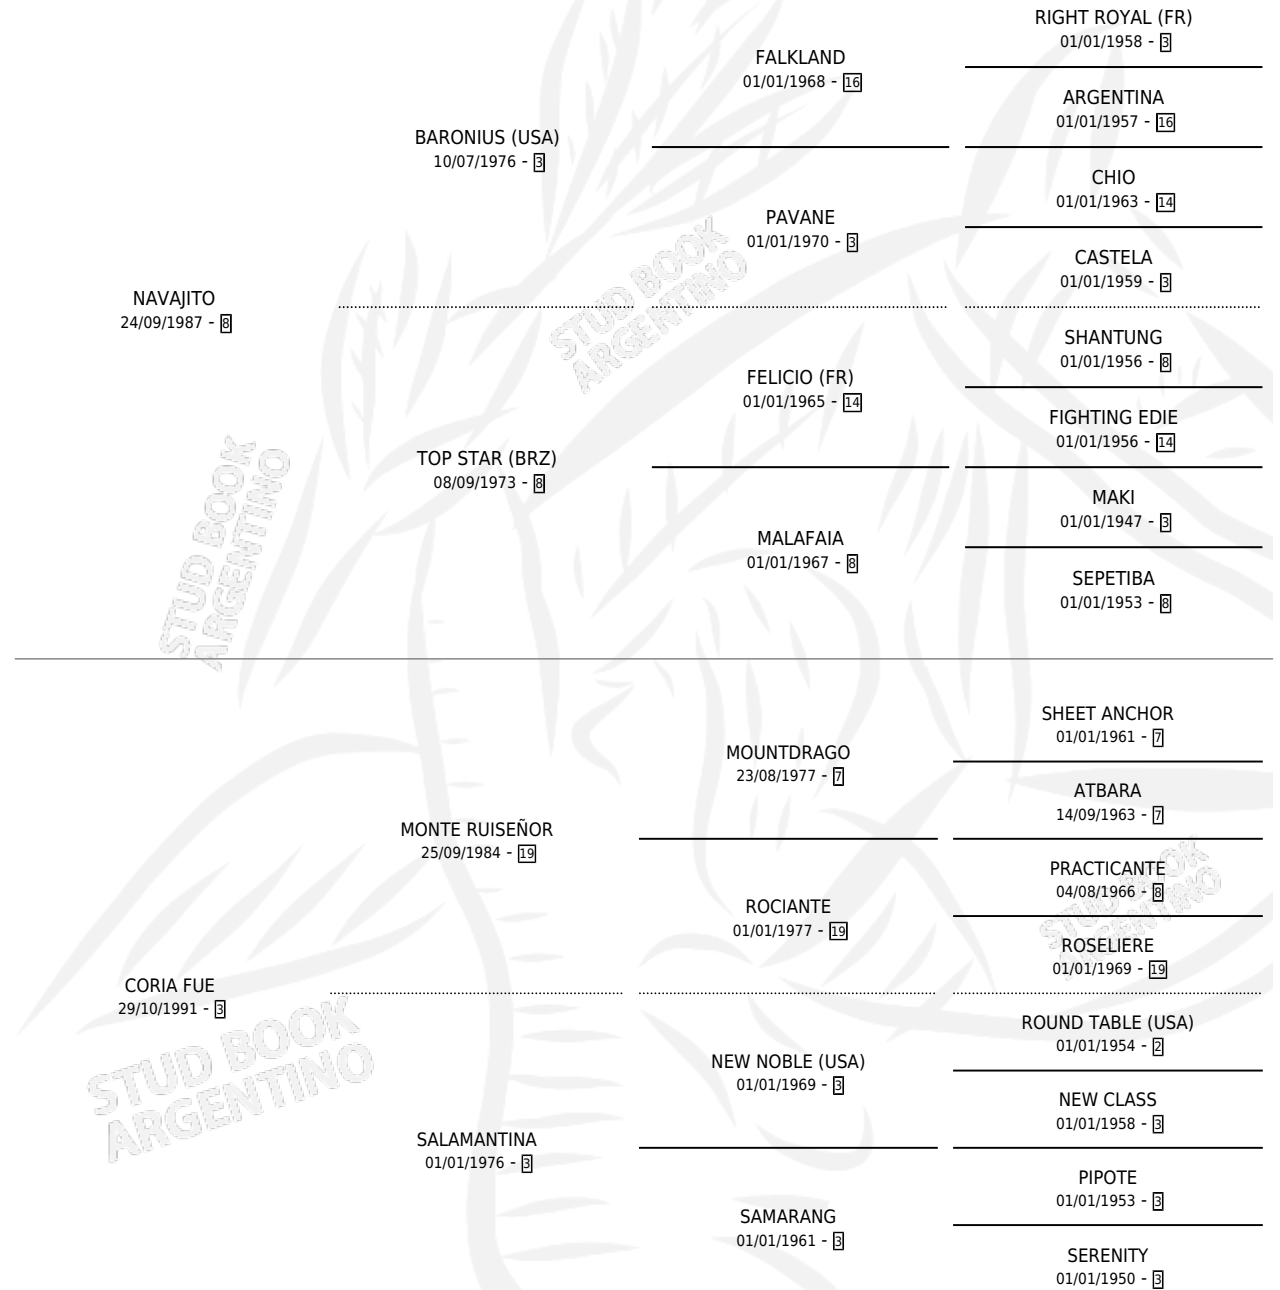 RIGHT ROYAL (FR)
01/01/1958 - 3
FALKLAND
01/01/1968 - 16
ARGENTINA
01/01/1957 - 16
BARONIUS (USA)
10/07/1976 - 3
CHIO
01/01/1963 - 14
PAVANE
01/01/1970 - 3
CASTELA
01/01/1959 - 3
NAVAJITO
24/09/1987 - 8
SHANTUNG
01/01/1956 - 8
FELICIO (FR)
01/01/1965 - 14
FIGHTING EDIE
01/01/1956 - 14
TOP STAR (BRZ)
08/09/1973 - 8
MAKI
01/01/1947 - 3
MALAFAIA
01/01/1967 - 8
SEPETIBA
01/01/1953 - 8
SHEET ANCHOR
01/01/1961 - 7
MOUNTDRAGO
23/08/1977 - 7
ATBARA
14/09/1963 - 7
MONTE RUISEÑOR
25/09/1984 - 19
PRACTICANTE
04/08/1966 - 8
ROCIANTE
01/01/1977 - 19
ROSELIERE
01/01/1969 - 19
CORIA FUE
29/10/1991 - 3
ROUND TABLE (USA)
01/01/1954 - 2
NEW NOBLE (USA)
01/01/1969 - 3
NEW CLASS
01/01/1958 - 3
SALAMANTINA
01/01/1976 - 3
PIPOTE
01/01/1953 - 3
SAMARANG
01/01/1961 - 3
SERENITY
01/01/1950 - 3
STUD BOOK
ARGENTINO
STUD BOOK
ARGENTINO
STUD BOOK
ARGENTINO
STUD BOOK
ARGENTINO